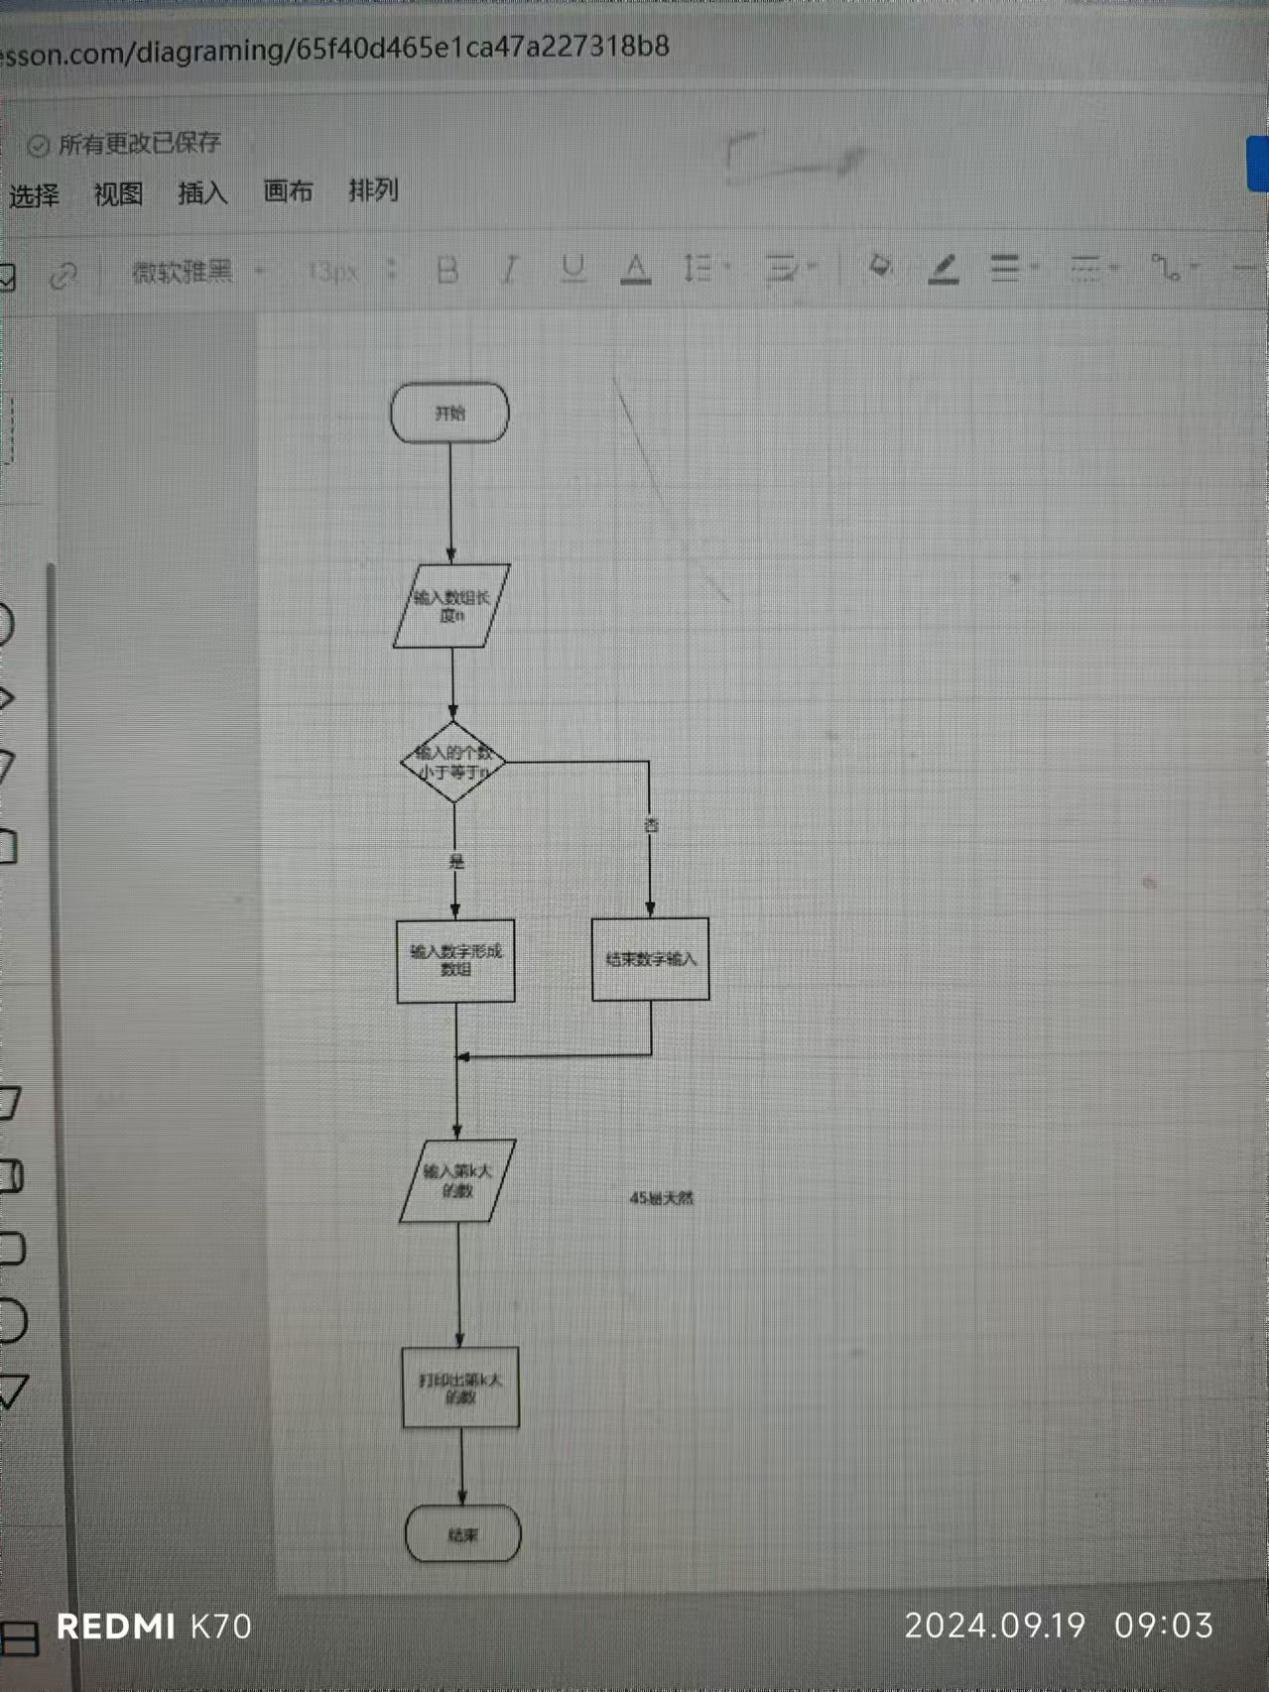 esson.com/diagraming/65f40d465e1ca47a227318b8
所有更改已保存
选择 视图 插入 画布 排列
微软雅黑 13px B I U A
开始
输入数组长
度n
输入的个数
小于等于n
否
是
输入数字形成
数组
结束数字输入
输入第k大
的数
45 天然
打印出第k大
的数
结束
REDMI K70
2024.09.19 09:03